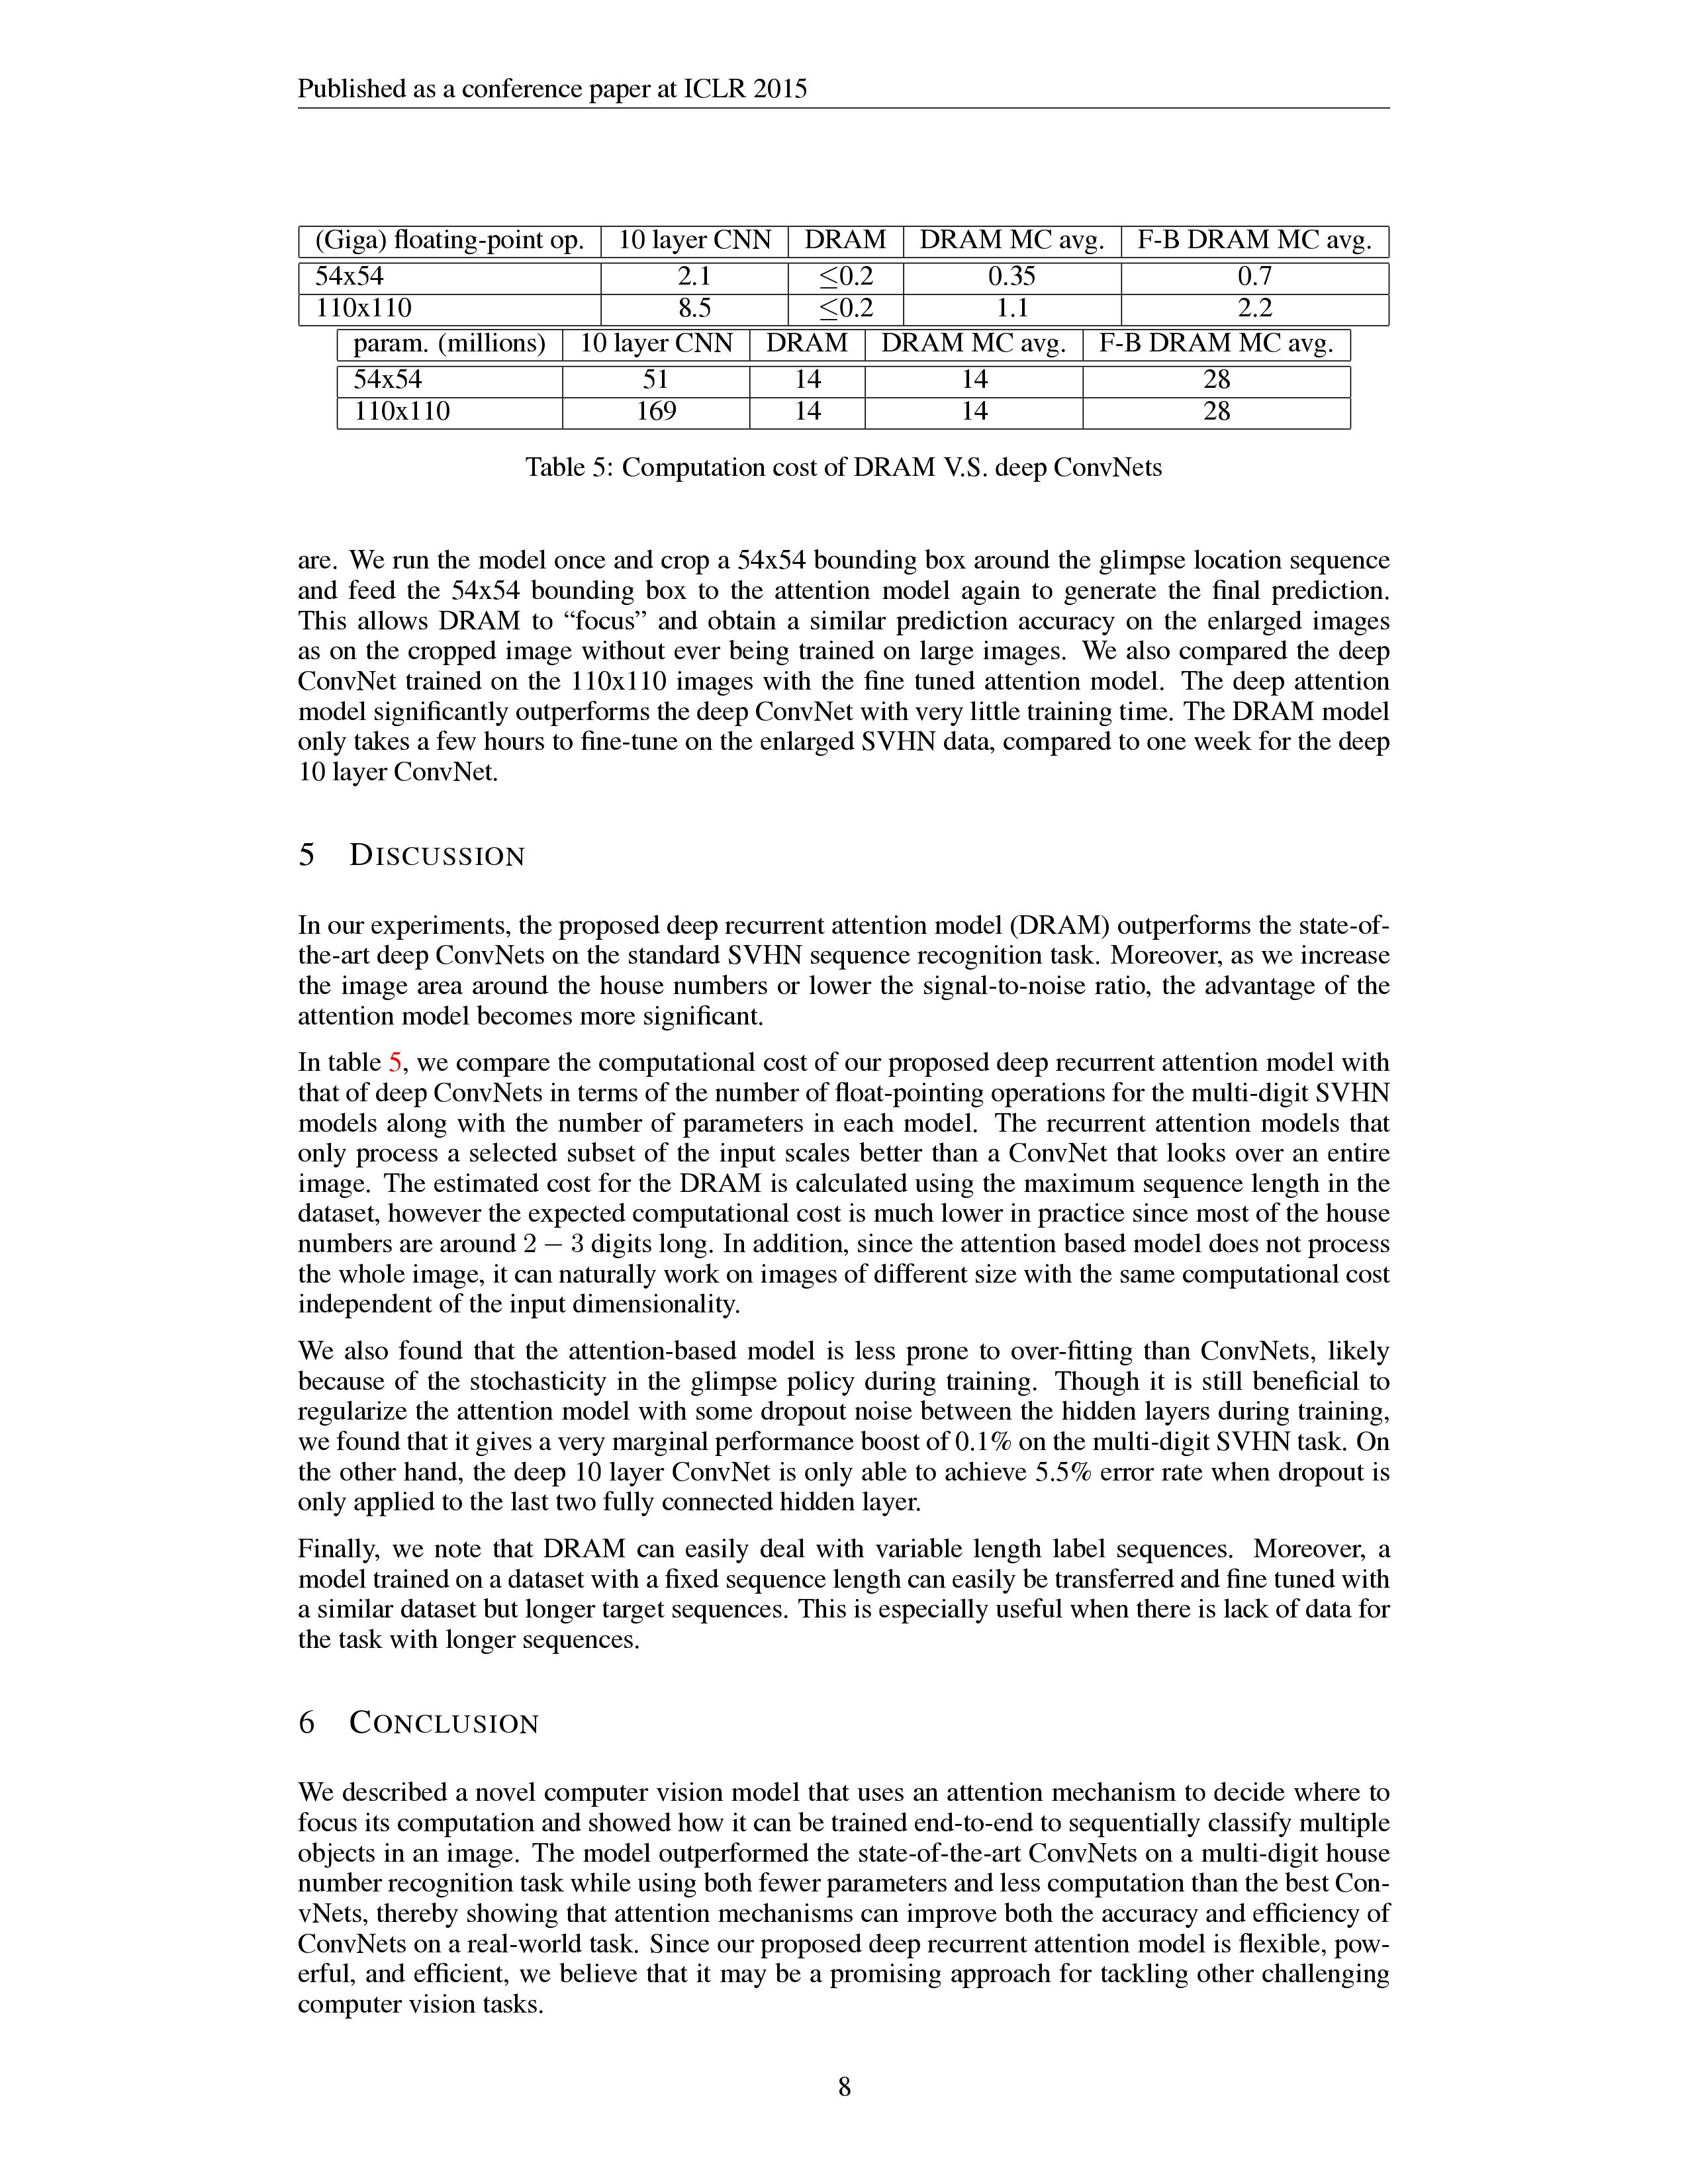 Published as a conference paper at ICLR 2015
(Giga) floating-point op. 10 layer CNN DRAM DRAM MC avg. F-B DRAM MC avg.
54x54 2.1 ≤0.2 0.35 0.7
110x110 8.5 ≤0.2 1.1 2.2
param. (millions) 10 layer CNN DRAM DRAM MC avg. F-B DRAM MC avg.
54x54 51 14 14 28
110x110 169 14 14 28
Table 5: Computation cost of DRAM V.S. deep ConvNets
are. We run the model once and crop a 54x54 bounding box around the glimpse location sequence
and feed the 54x54 bounding box to the attention model again to generate the final prediction.
This allows DRAM to “focus” and obtain a similar prediction accuracy on the enlarged images
as on the cropped image without ever being trained on large images. We also compared the deep
ConvNet trained on the 110x110 images with the fine tuned attention model. The deep attention
model significantly outperforms the deep ConvNet with very little training time. The DRAM model
only takes a few hours to fine-tune on the enlarged SVHN data, compared to one week for the deep
10 layer ConvNet.
5 DISCUSSION
In our experiments, the proposed deep recurrent attention model (DRAM) outperforms the state-of-
the-art deep ConvNets on the standard SVHN sequence recognition task. Moreover, as we increase
the image area around the house numbers or lower the signal-to-noise ratio, the advantage of the
attention model becomes more significant.
In table 5, we compare the computational cost of our proposed deep recurrent attention model with
that of deep ConvNets in terms of the number of float-pointing operations for the multi-digit SVHN
models along with the number of parameters in each model. The recurrent attention models that
only process a selected subset of the input scales better than a ConvNet that looks over an entire
image. The estimated cost for the DRAM is calculated using the maximum sequence length in the
dataset, however the expected computational cost is much lower in practice since most of the house
numbers are around 2 − 3 digits long. In addition, since the attention based model does not process
the whole image, it can naturally work on images of different size with the same computational cost
independent of the input dimensionality.
We also found that the attention-based model is less prone to over-fitting than ConvNets, likely
because of the stochasticity in the glimpse policy during training. Though it is still beneficial to
regularize the attention model with some dropout noise between the hidden layers during training,
we found that it gives a very marginal performance boost of 0.1% on the multi-digit SVHN task. On
the other hand, the deep 10 layer ConvNet is only able to achieve 5.5% error rate when dropout is
only applied to the last two fully connected hidden layer.
Finally, we note that DRAM can easily deal with variable length label sequences. Moreover, a
model trained on a dataset with a fixed sequence length can easily be transferred and fine tuned with
a similar dataset but longer target sequences. This is especially useful when there is lack of data for
the task with longer sequences.
6 CONCLUSION
We described a novel computer vision model that uses an attention mechanism to decide where to
focus its computation and showed how it can be trained end-to-end to sequentially classify multiple
objects in an image. The model outperformed the state-of-the-art ConvNets on a multi-digit house
number recognition task while using both fewer parameters and less computation than the best Con-
vNets, thereby showing that attention mechanisms can improve both the accuracy and efficiency of
ConvNets on a real-world task. Since our proposed deep recurrent attention model is flexible, pow-
erful, and efficient, we believe that it may be a promising approach for tackling other challenging
computer vision tasks.
8